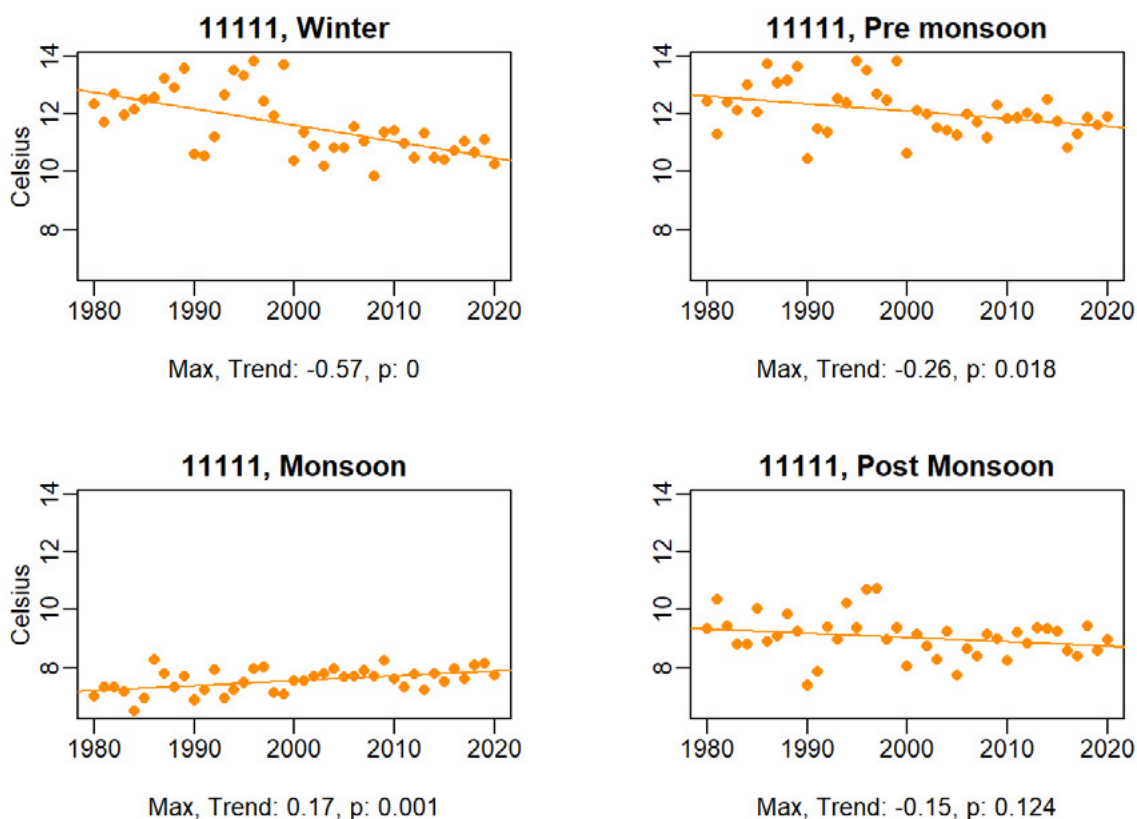 11111, Winter
14
12
10
8
Celsius
1980 1990 2000 2010 2020
Max, Trend: -0.57, p: 0
11111, Pre monsoon
14
12
10
8
1980 1990 2000 2010 2020
Max, Trend: -0.26, p: 0.018
11111, Monsoon
14
12
10
8
Celsius
1980 1990 2000 2010 2020
Max, Trend: 0.17, p: 0.001
11111, Post Monsoon
14
12
10
8
1980 1990 2000 2010 2020
Max, Trend: -0.15, p: 0.124